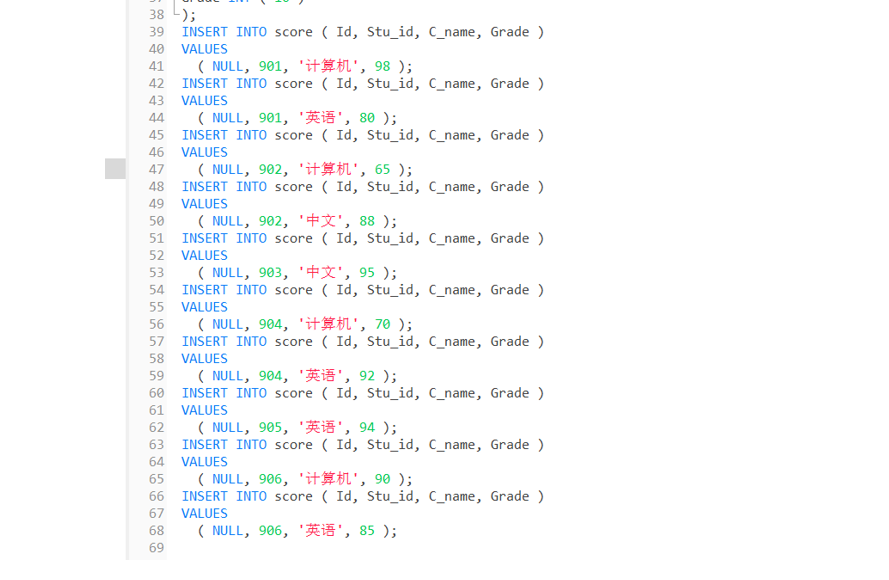 38 );
39 INSERT INTO score ( Id, Stu_id, C_name, Grade )
40 VALUES
41 ( NULL, 901, '计算机', 98 );
42 INSERT INTO score ( Id, Stu_id, C_name, Grade )
43 VALUES
44 ( NULL, 901, '英语', 80 );
45 INSERT INTO score ( Id, Stu_id, C_name, Grade )
46 VALUES
47 ( NULL, 902, '计算机', 65 );
48 INSERT INTO score ( Id, Stu_id, C_name, Grade )
49 VALUES
50 ( NULL, 902, '中文', 88 );
51 INSERT INTO score ( Id, Stu_id, C_name, Grade )
52 VALUES
53 ( NULL, 903, '中文', 95 );
54 INSERT INTO score ( Id, Stu_id, C_name, Grade )
55 VALUES
56 ( NULL, 904, '计算机', 70 );
57 INSERT INTO score ( Id, Stu_id, C_name, Grade )
58 VALUES
59 ( NULL, 904, '英语', 92 );
60 INSERT INTO score ( Id, Stu_id, C_name, Grade )
61 VALUES
62 ( NULL, 905, '英语', 94 );
63 INSERT INTO score ( Id, Stu_id, C_name, Grade )
64 VALUES
65 ( NULL, 906, '计算机', 90 );
66 INSERT INTO score ( Id, Stu_id, C_name, Grade )
67 VALUES
68 ( NULL, 906, '英语', 85 );
69